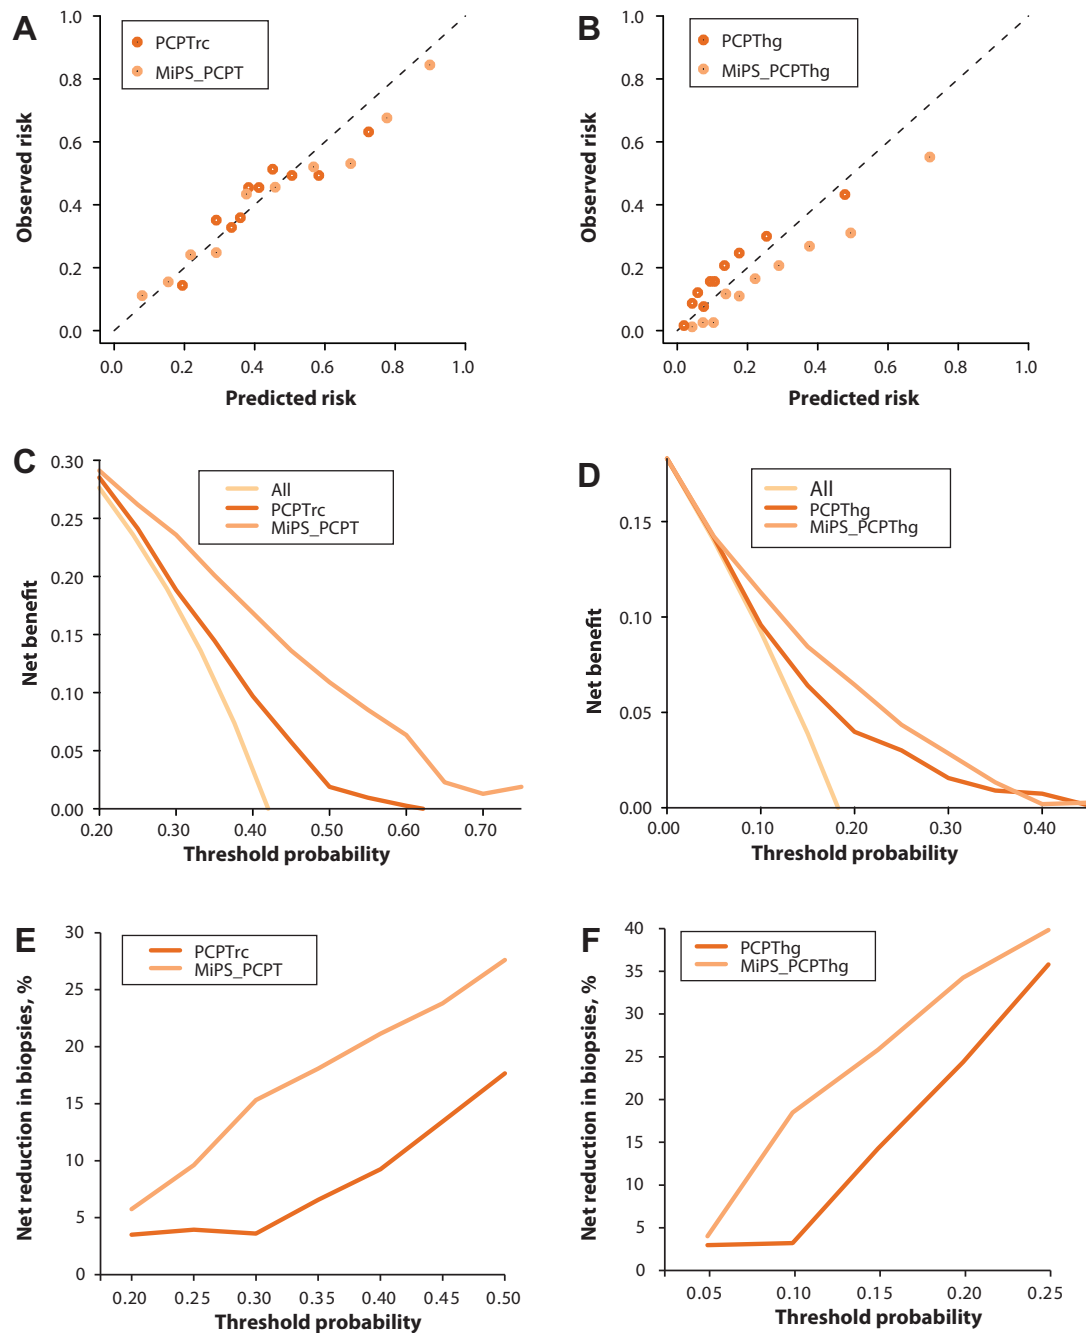 A
PCPTrc
MiPS_PCPT
Observed risk
1.0
0.8
0.6
0.4
0.2
0.0
0.0 0.2 0.4 0.6 0.8 1.0
Predicted risk
B
PCPThg
MiPS_PCPThg
Observed risk
1.0
0.8
0.6
0.4
0.2
0.0
0.0 0.2 0.4 0.6 0.8 1.0
Predicted risk
C
All
PCPTrc
MiPS_PCPT
Net benefit
0.30
0.25
0.20
0.15
0.10
0.05
0.00
0.20 0.30 0.40 0.50 0.60 0.70
Threshold probability
D
All
PCPThg
MiPS_PCPThg
Net benefit
0.15
0.10
0.05
0.00
0.00 0.10 0.20 0.30 0.40
Threshold probability
E
PCPTrc
MiPS_PCPT
Net reduction in biopsies, %
30
25
20
15
10
5
0
0.20 0.25 0.30 0.35 0.40 0.45 0.50
Threshold probability
F
PCPThg
MiPS_PCPThg
Net reduction in biopsies, %
40
35
30
25
20
15
10
5
0
0.05 0.10 0.15 0.20 0.25
Threshold probability